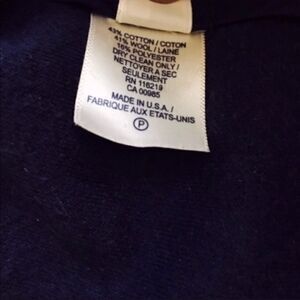 43% COTTON / COTON
41% WOOL / LAINE
16% POLYESTER
DRY CLEAN ONLY /
NETTOYER A SEC
SEULEMENT
RN 116219
CA 00985
MADE IN U.S.A. /
FABRIQUE AUX ETATS-UNIS
P